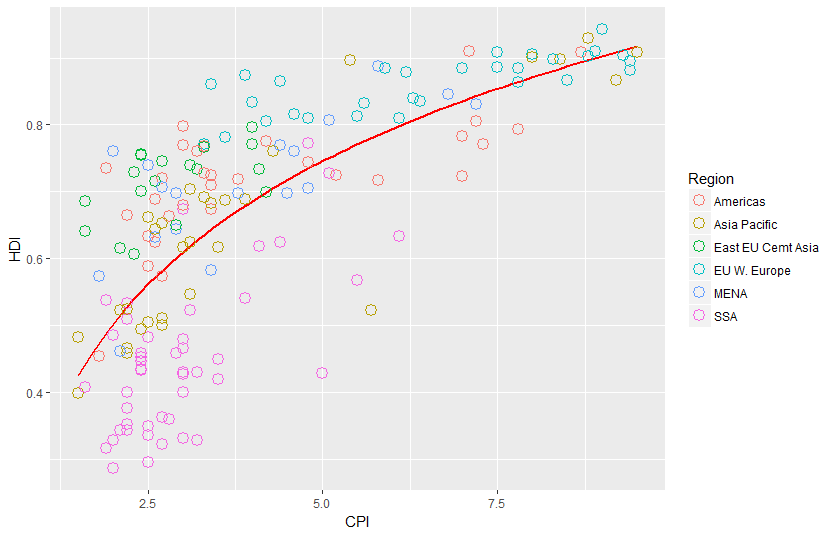 HDI
0.8
0.6
0.4
2.5
5.0
7.5
CPI
Region
Americas
Asia Pacific
East EU Cemt Asia
EU W. Europe
MENA
SSA